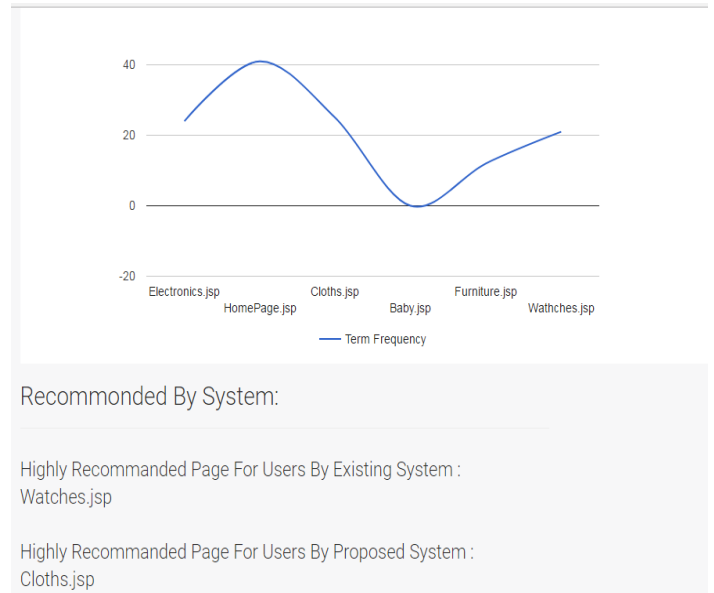 40
20
0
-20
Electronics.jsp
HomePage.jsp
Cloths.jsp
Baby.jsp
Furniture.jsp
Wathches.jsp
Term Frequency
Recommonded By System:
Highly Recommanded Page For Users By Existing System :
Watches.jsp
Highly Recommanded Page For Users By Proposed System :
Cloths.jsp